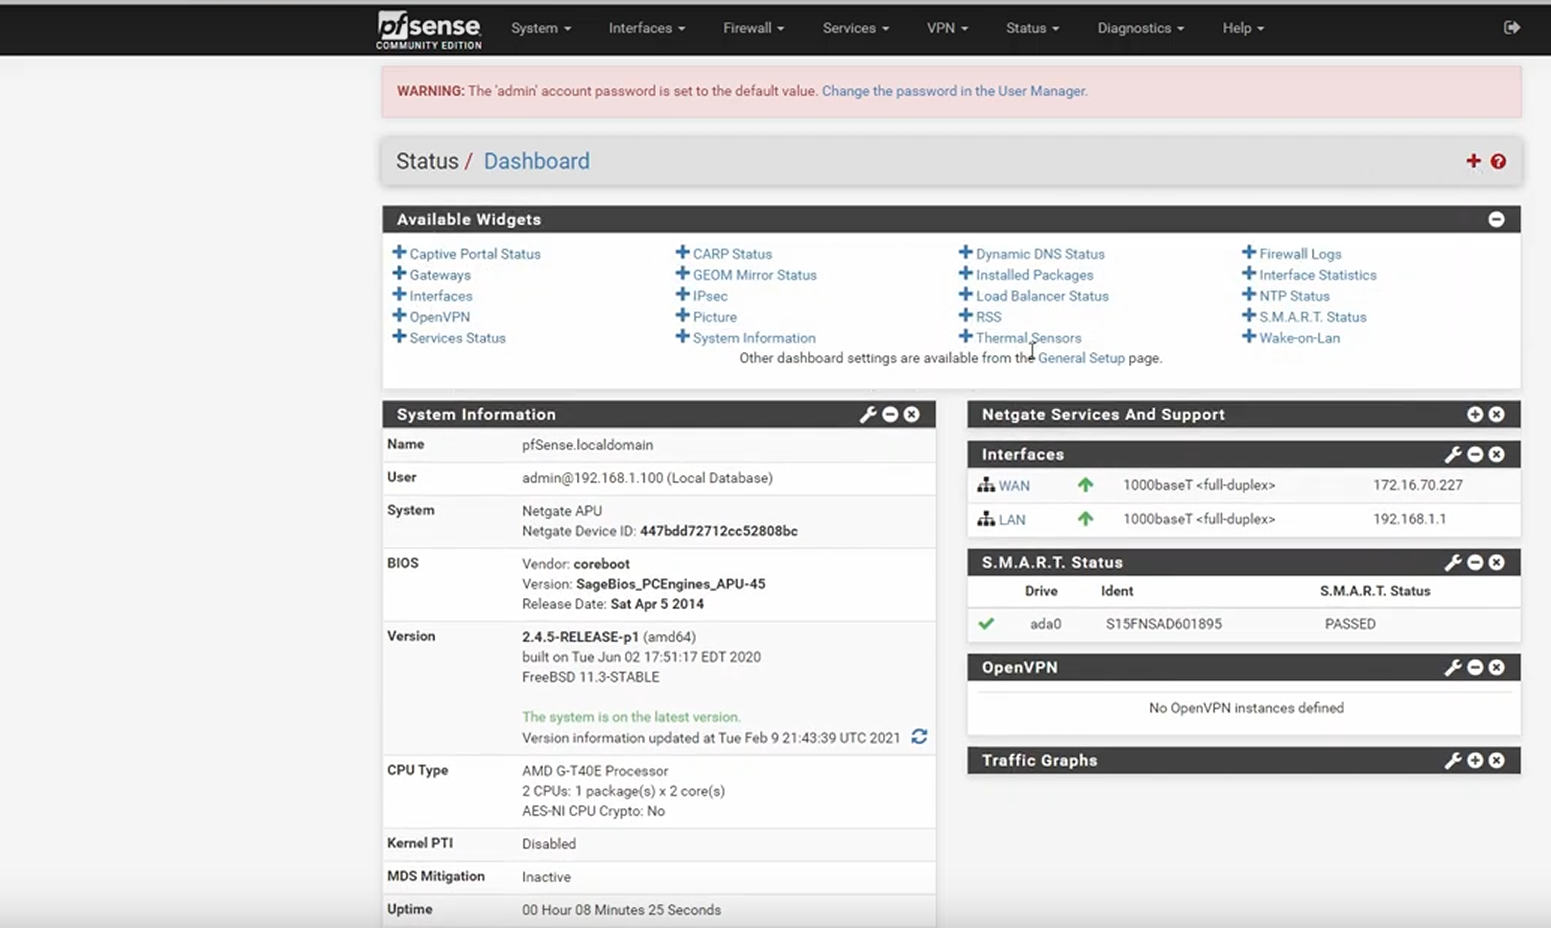 pfsense
COMMUNITY EDITION
System Interfaces Firewall Services VPN Status Diagnostics Help
WARNING: The 'admin' account password is set to the default value. Change the password in the User Manager.
Status / Dashboard
Available Widgets
Captive Portal Status CARP Status Dynamic DNS Status Firewall Logs
Gateways GEOM Mirror Status Installed Packages Interface Statistics
Interfaces IPsec Load Balancer Status NTP Status
OpenVPN Picture RSS S.M.A.R.T. Status
Services Status System Information Thermal Sensors Wake-on-Lan
Other dashboard settings are available from the General Setup page.
System Information
Name pfSense.localdomain
User admin@192.168.1.100 (Local Database)
System Netgate APU
Netgate Device ID: 447bdd72712cc52808bc
BIOS Vendor: coreboot
Version: SageBios_PCEngines_APU-45
Release Date: Sat Apr 5 2014
Version 2.4.5-RELEASE-p1 (amd64)
built on Tue Jun 02 17:51:17 EDT 2020
FreeBSD 11.3-STABLE
The system is on the latest version.
Version information updated at Tue Feb 9 21:43:39 UTC 2021
CPU Type AMD G-T40E Processor
2 CPUs: 1 package(s) x 2 core(s)
AES-NI CPU Crypto: No
Kernel PTI Disabled
MDS Mitigation Inactive
Uptime 00 Hour 08 Minutes 25 Seconds
Netgate Services And Support
Interfaces
WAN 1000baseT <full-duplex> 172.16.70.227
LAN 1000baseT <full-duplex> 192.168.1.1
S.M.A.R.T. Status
Drive Ident S.M.A.R.T. Status
ada0 S15FNSAD601895 PASSED
OpenVPN
No OpenVPN instances defined
Traffic Graphs